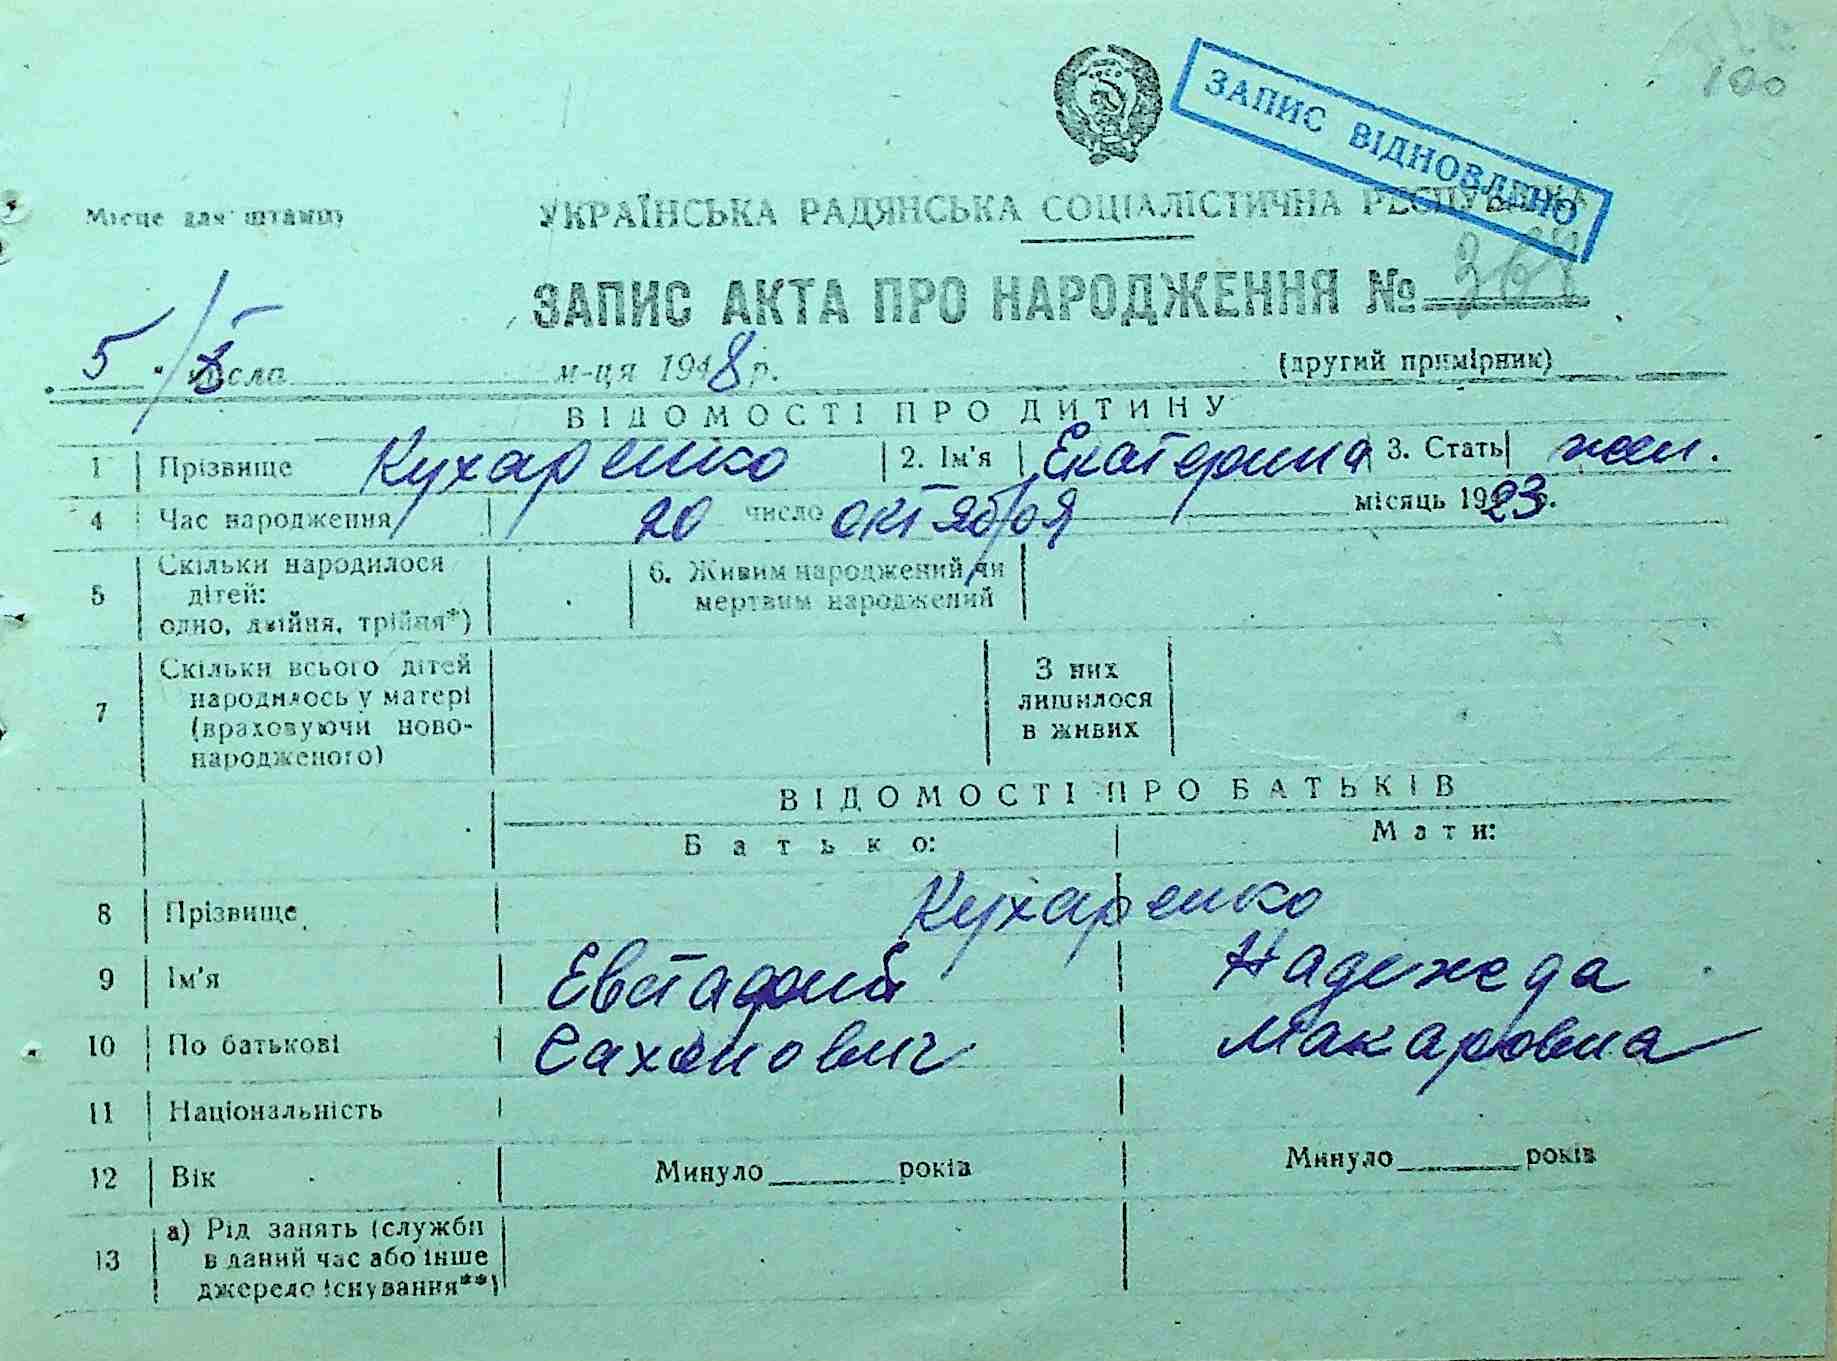 100
ЗАПИС ВІДНОВЛЕНО
Місце для штампу
УКРАЇНСЬКА РАДЯНСЬКА СОЦІАЛІСТИЧНА РЕСПУБЛІКА
ЗАПИС АКТА ПРО НАРОДЖЕННЯ №
5 числа м-ця 1948 р.
(другий примірник)
ВІДОМОСТІ ПРО ДИТИНУ
1 Прізвище Кухаренко 2. Ім'я Екатерина 3. Стать жен.
4 Час народження 20 число октября місяць 1923 р.
5 Скільки народилося дітей: одно, двійня, трійня*) 6. Живим народжений чи мертвим народжений
7 Скільки всього дітей народилось у матері (враховуючи новонародженого) З них лишилося в живих
ВІДОМОСТІ ПРО БАТЬКІВ
Батько: Мати:
8 Прізвище Кухаренко
9 Ім'я Надежда
10 По батькові Макаровна
11 Національність
12 Вік Минуло років Минуло років
13 а) Рід занять (служби в даний час або інше джерело існування**)